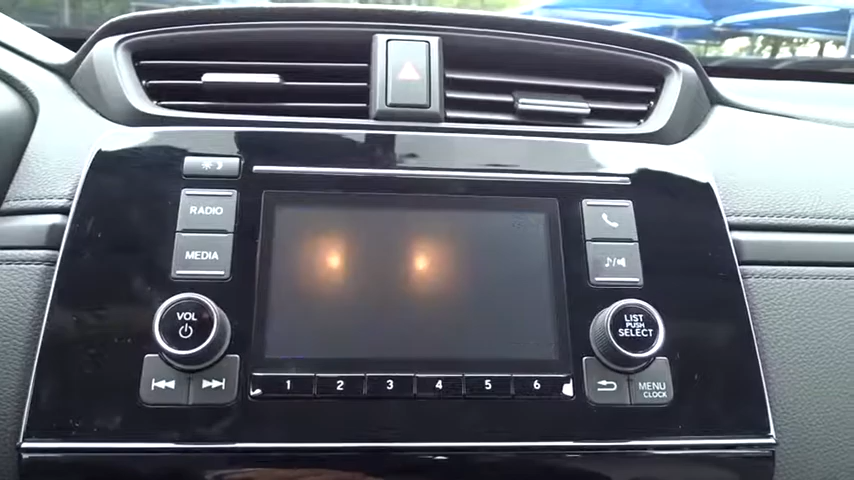 RADIO
MEDIA
VOL
LIST
PUSH
SELECT
1 2 3 4 5 6
MENU
CLOCK